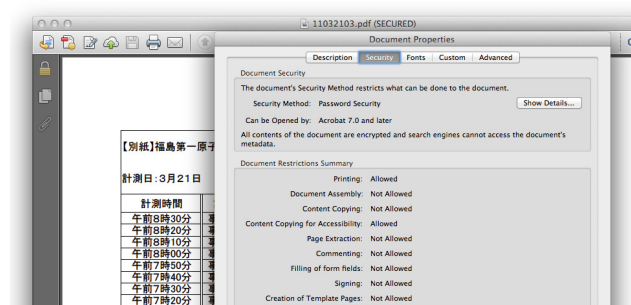 11032103.pdf (SECURED)
Document Properties
Description Security Fonts Custom Advanced
Document Security
The document's Security Method restricts what can be done to the document.
Security Method: Password Security
Show Details...
Can be Opened by: Acrobat 7.0 and later
All contents of the document are encrypted and search engines cannot access the document's
metadata.
Document Restrictions Summary
Printing: Allowed
Document Assembly: Not Allowed
Content Copying: Not Allowed
Content Copying for Accessibility: Allowed
Page Extraction: Not Allowed
Commenting: Not Allowed
Filling of form fields: Not Allowed
Signing: Not Allowed
Creation of Template Pages: Not Allowed
【別紙】福島第一原子
計測日:3月21日
計測時間
午前8時30分
午前8時20分
午前8時10分
午前8時00分
午前7時50分
午前7時40分
午前7時30分
午前7時20分